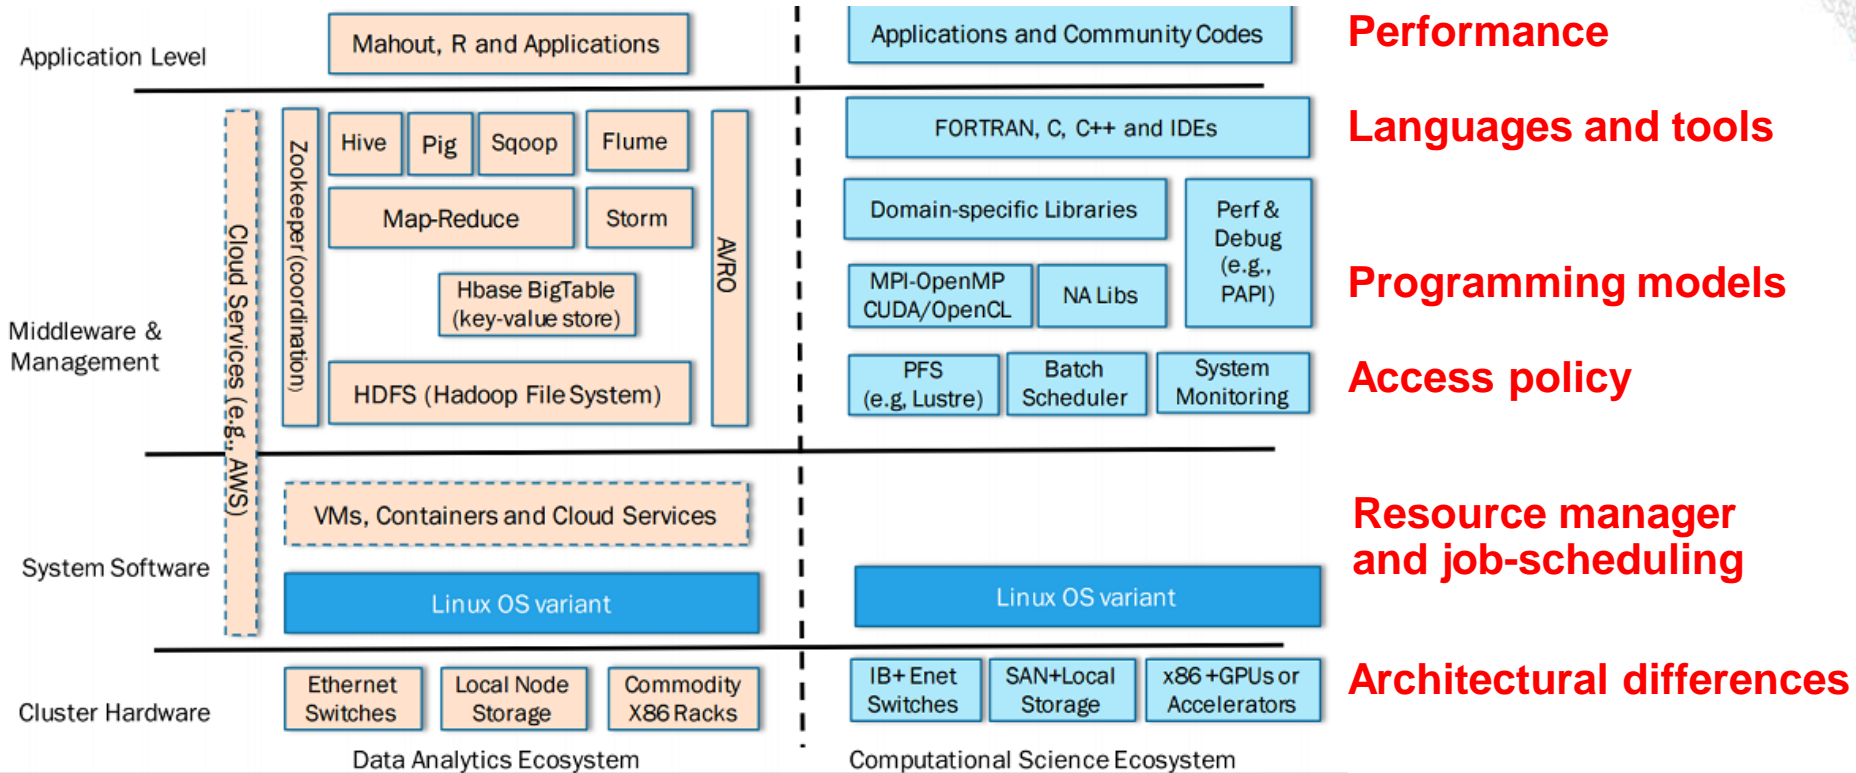 Application Level
Mahout, R and Applications
Applications and Community Codes
Performance
Cloud Services (e.g., AWS)
Zookeeper (coordination)
Hive
Pig
Sqoop
Flume
AVRO
FORTRAN, C, C++ and IDEs
Languages and tools
Map-Reduce
Storm
Domain-specific Libraries
Perf &
Debug
(e.g.,
PAPI)
Hbase BigTable
(key-value store)
MPI-OpenMP
CUDA/OpenCL
NA Libs
Programming models
Middleware &
Management
HDFS (Hadoop File System)
PFS
(e.g, Lustre)
Batch
Scheduler
System
Monitoring
Access policy
VMs, Containers and Cloud Services
Resource manager
and job-scheduling
System Software
Linux OS variant
Linux OS variant
Cluster Hardware
Ethernet
Switches
Local Node
Storage
Commodity
X86 Racks
IB+ Enet
Switches
SAN+Local
Storage
x86 +GPUs or
Accelerators
Architectural differences
Data Analytics Ecosystem
Computational Science Ecosystem